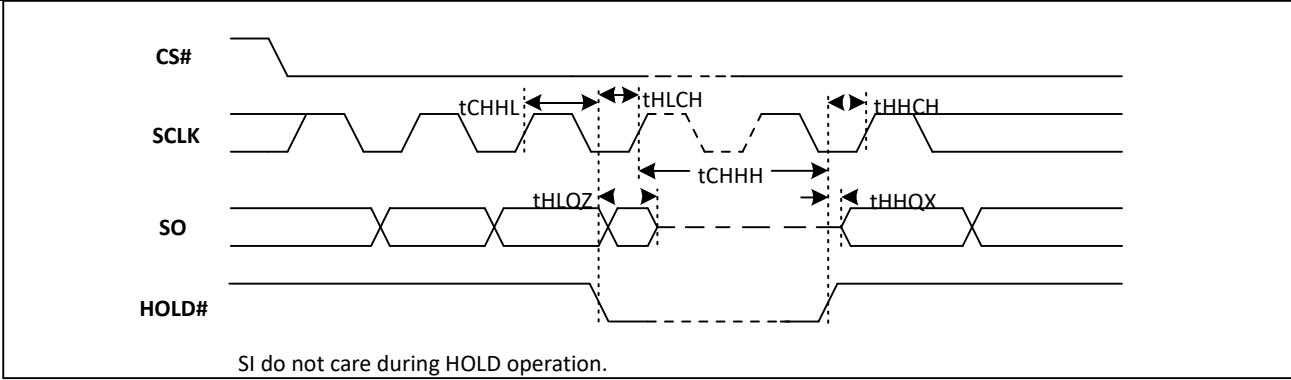 CS#
tCHHL
tHLCH
tHHCH
SCLK
tCHHH
tHLQZ
tHHQX
SO
HOLD#
SI do not care during HOLD operation.